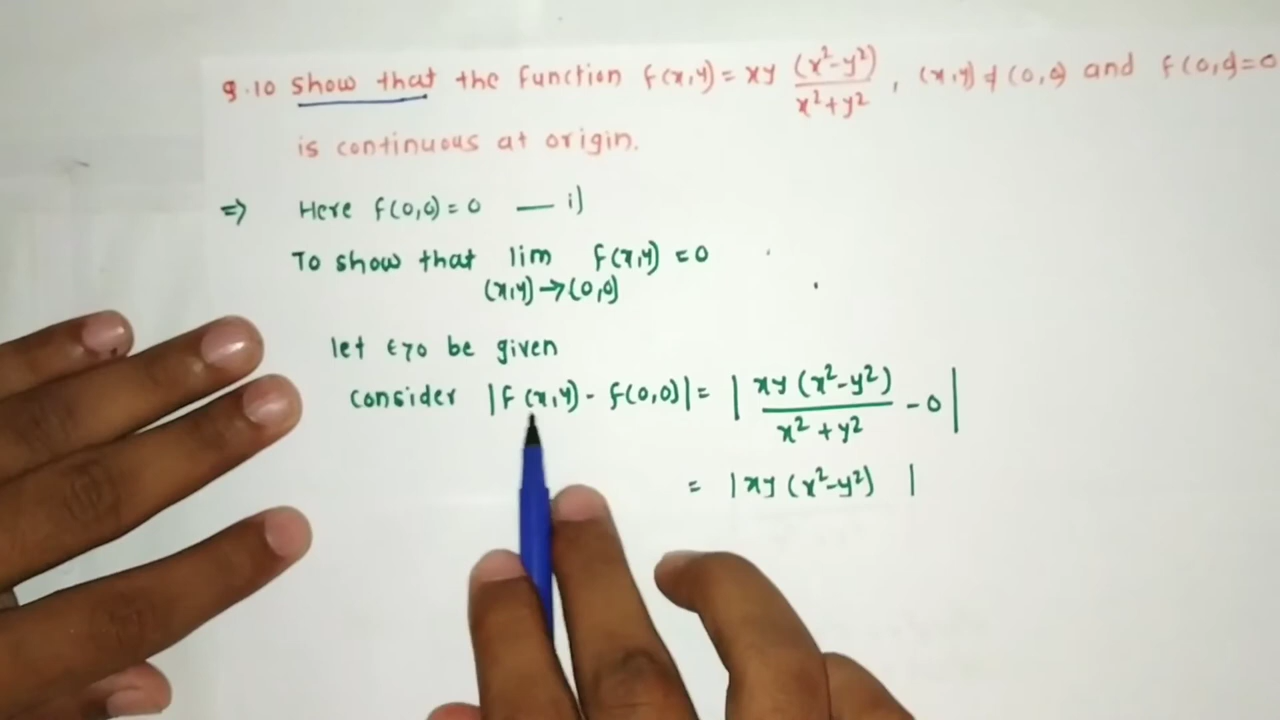 9.10 Show that the function f(x,y) = xy (x²-y²)/(x²+y²) , (x,y) ≠ (0,0) and f(0,0)=0
is continuous at origin.
⇒ Here f(0,0) = 0 — i)
To show that lim f(x,y) = 0
(x,y)→(0,0)
let ε>0 be given
consider |f(x,y) - f(0,0)| = | xy(x²-y²)/(x²+y²) - 0 |
= | xy (x²-y²) |